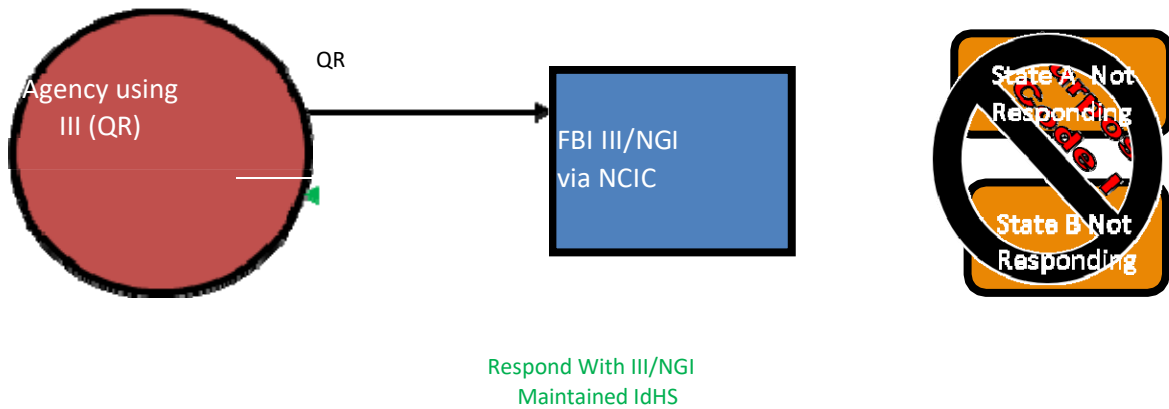 QR
Agency using
III (QR)
FBI III/NGI
via NCIC
State A Not
Responding
Code I
State B Not
Responding
Respond With III/NGI
Maintained IdHS